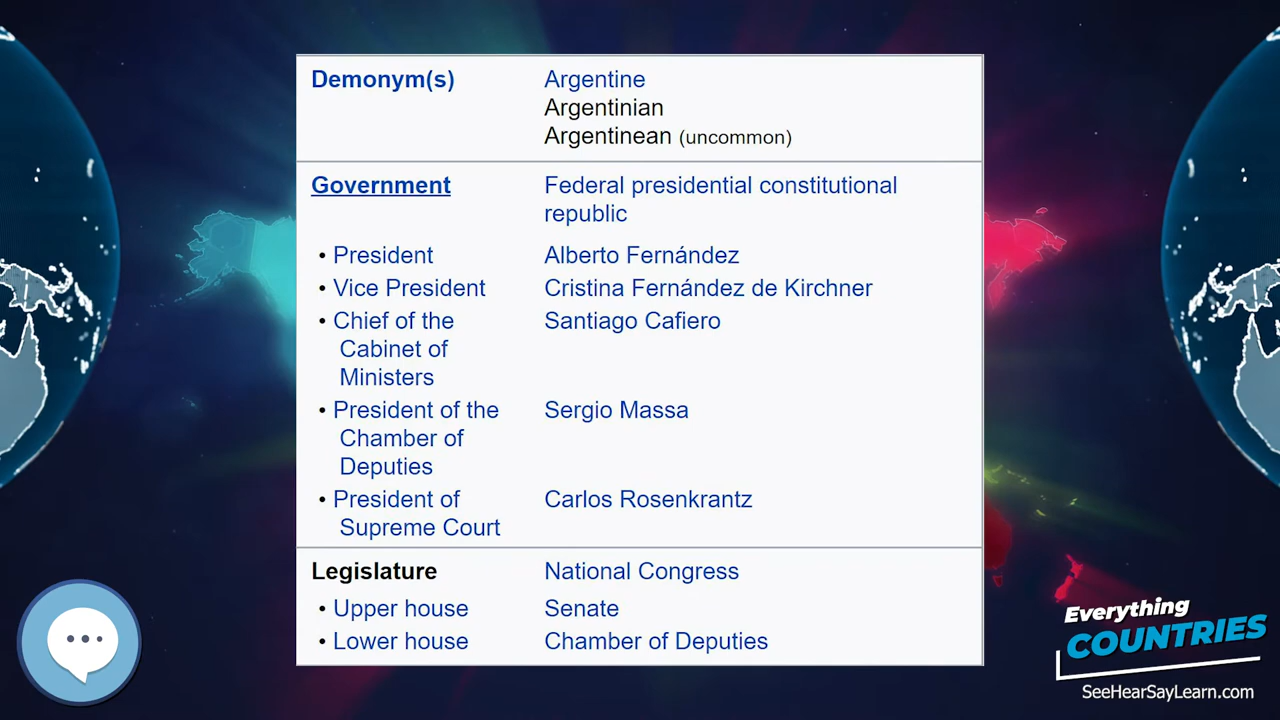 Demonym(s) Argentine
Argentinian
Argentinean (uncommon)
Government Federal presidential constitutional
republic
• President Alberto Fernández
• Vice President Cristina Fernández de Kirchner
• Chief of the Santiago Cafiero
Cabinet of
Ministers
• President of the Sergio Massa
Chamber of
Deputies
• President of Carlos Rosenkrantz
Supreme Court
Legislature National Congress
• Upper house Senate
• Lower house Chamber of Deputies
Everything
COUNTRIES
SeeHearSayLearn.com